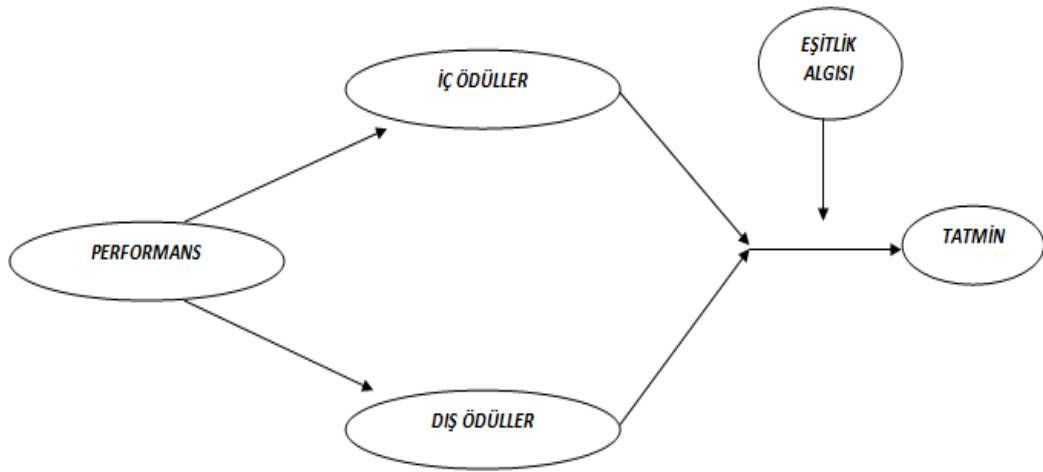 İÇ ÖDÜLLER
EŞİTLİK
ALGISI
PERFORMANS
TATMİN
DIŞ ÖDÜLLER